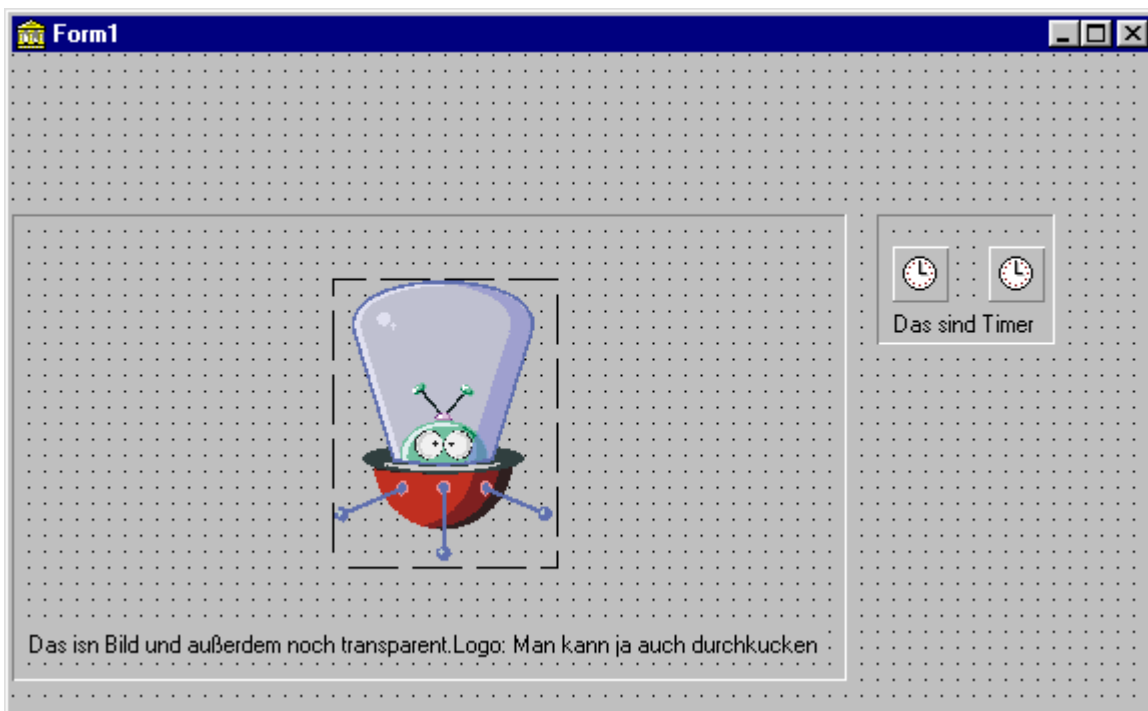 Form1
Das sind Timer
Das isn Bild und außerdem noch transparent.Logo: Man kann ja auch durchkucken